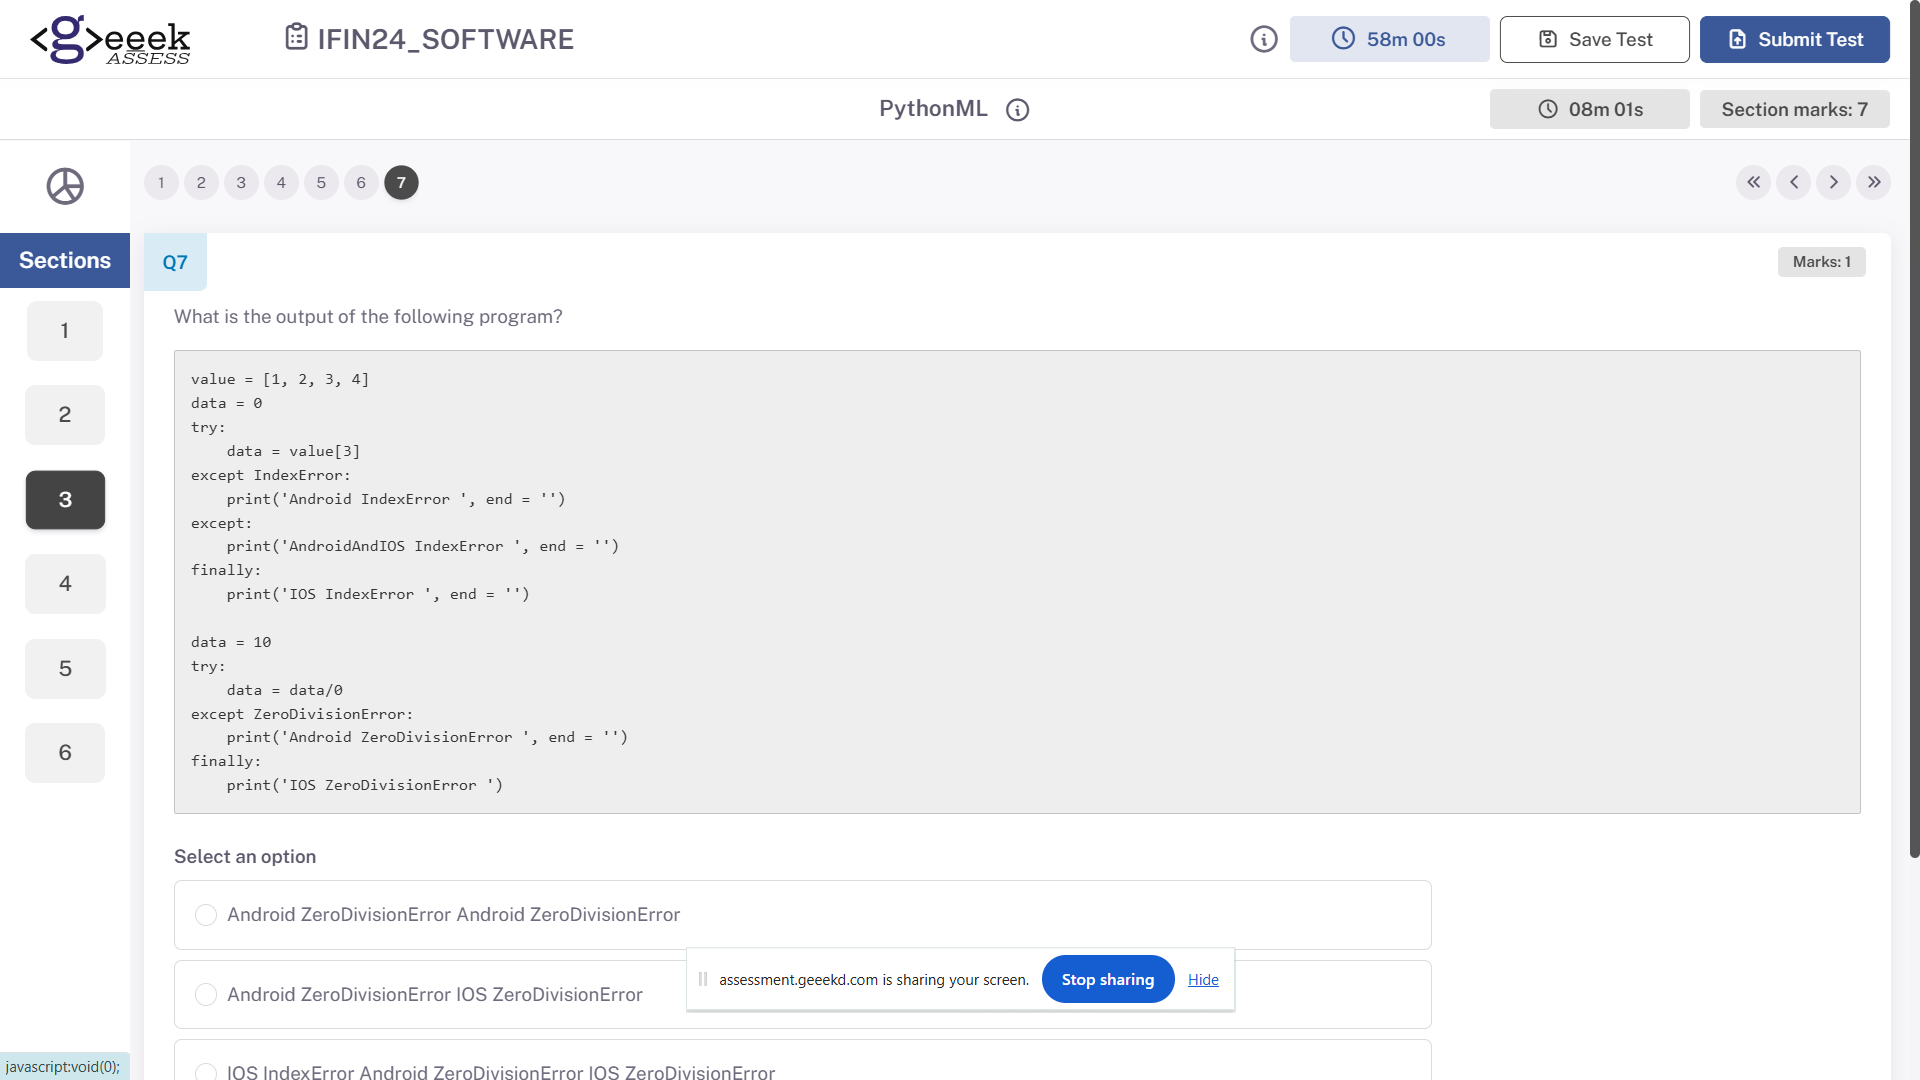 <g>eeek
ASSESS
IFIN24_SOFTWARE
58m 00s
Save Test
Submit Test
PythonML
08m 01s
Section marks: 7
1 2 3 4 5 6 7
Sections
1
2
3
4
5
6
Q7
Marks: 1
What is the output of the following program?
value = [1, 2, 3, 4]
data = 0
try:
    data = value[3]
except IndexError:
    print('Android IndexError ', end = '')
except:
    print('AndroidAndIOS IndexError ', end = '')
finally:
    print('IOS IndexError ', end = '')

data = 10
try:
    data = data/0
except ZeroDivisionError:
    print('Android ZeroDivisionError ', end = '')
finally:
    print('IOS ZeroDivisionError ')
Select an option
Android ZeroDivisionError Android ZeroDivisionError
Android ZeroDivisionError IOS ZeroDivisionError
assessment.geeekd.com is sharing your screen. Stop sharing Hide
IOS IndexError Android ZeroDivisionError IOS ZeroDivisionError
javascript:void(0);